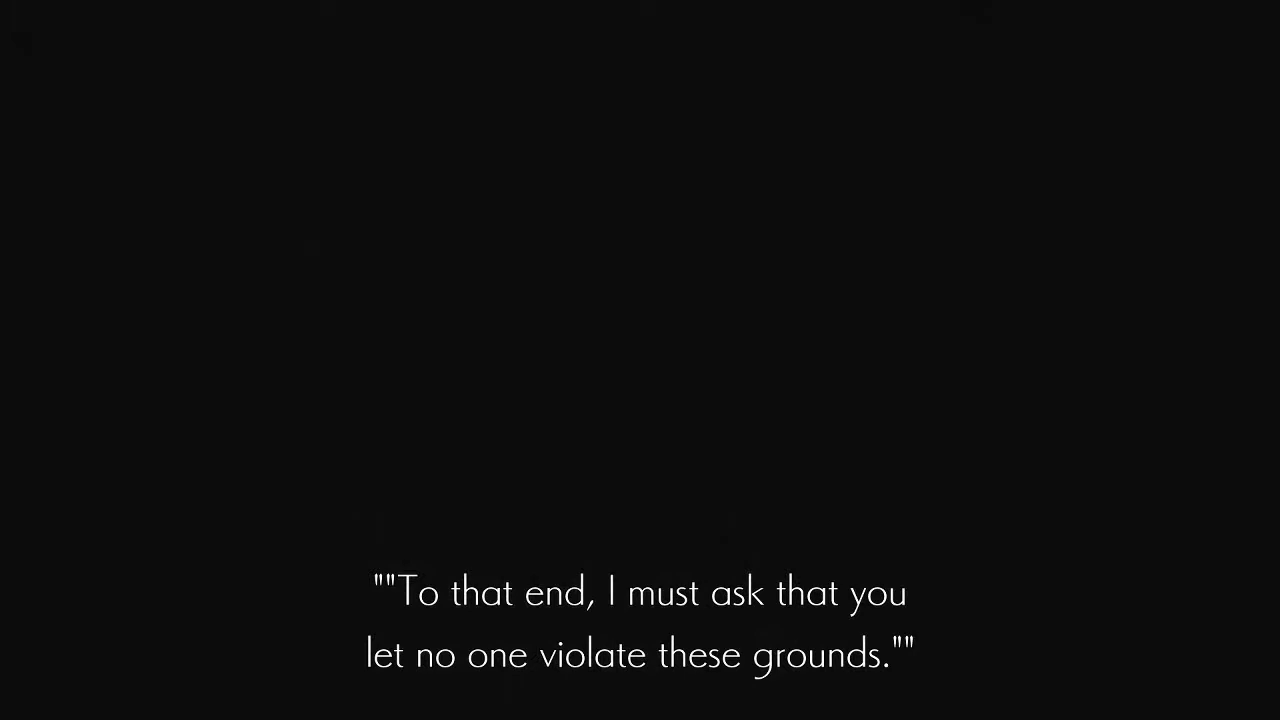 ""To that end, I must ask that you
let no one violate these grounds.""